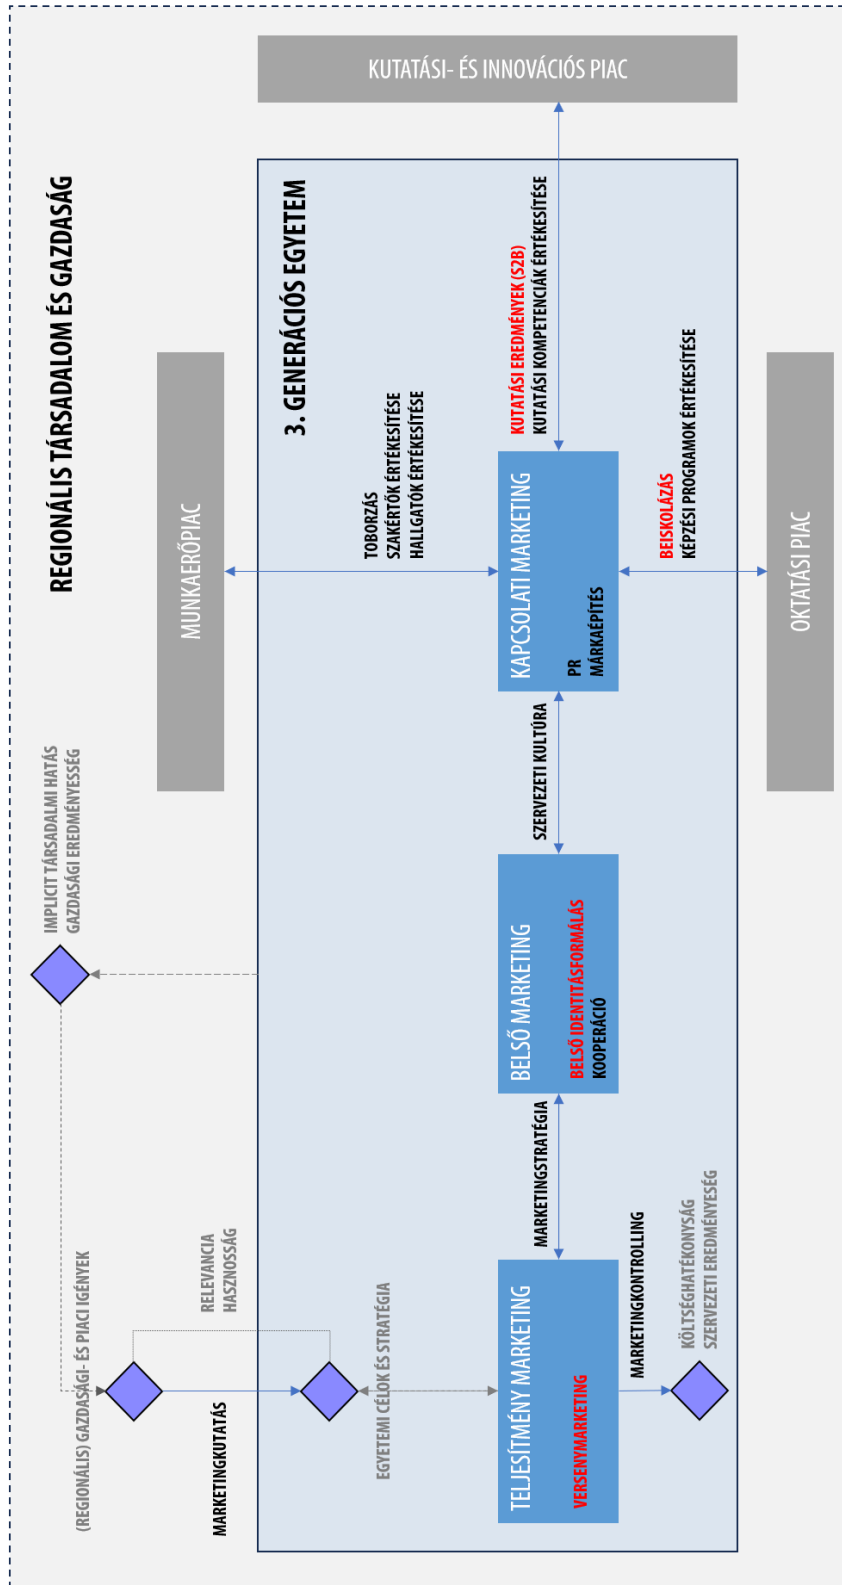 REGIONÁLIS TÁRSADALOM ÉS GAZDASÁG
(REGIONÁLIS) GAZDASÁGI- ÉS PIACI IGÉNYEK
IMPLICIT TÁRSADALMI HATÁS
GAZDASÁGI EREDMÉNYESSÉG
MUNKAERŐPIAC
MARKETINGKUTATÁS
RELEVANCIA
HASZNOSSÁG
3. GENERÁCIÓS EGYETEM
EGYETEMI CÉLOK ÉS STRATÉGIA
TOBORZÁS
SZAKÉRTŐK ÉRTÉKESÍTÉSE
HALLGATÓK ÉRTÉKESÍTÉSE
TELJESÍTMÉNY MARKETING
VERSENYMARKETING
MARKETINGSTRATÉGIA
BELSŐ MARKETING
BELSŐ IDENTITÁSFORMÁLÁS
KOOPERÁCIÓ
SZERVEZETI KULTÚRA
KAPCSOLATI MARKETING
PR
MÁRKAÉPÍTÉS
KUTATÁSI EREDMÉNYEK (S2B)
KUTATÁSI KOMPETENCIÁK ÉRTÉKESÍTÉSE
KUTATÁSI- ÉS INNOVÁCIÓS PIAC
MARKETINGKONTROLLING
KÖLTSÉGHATÉKONYSÁG
SZERVEZETI EREDMÉNYESÉG
BEISKOLÁZÁS
KÉPZÉSI PROGRAMOK ÉRTÉKESÍTÉSE
OKTATÁSI PIAC